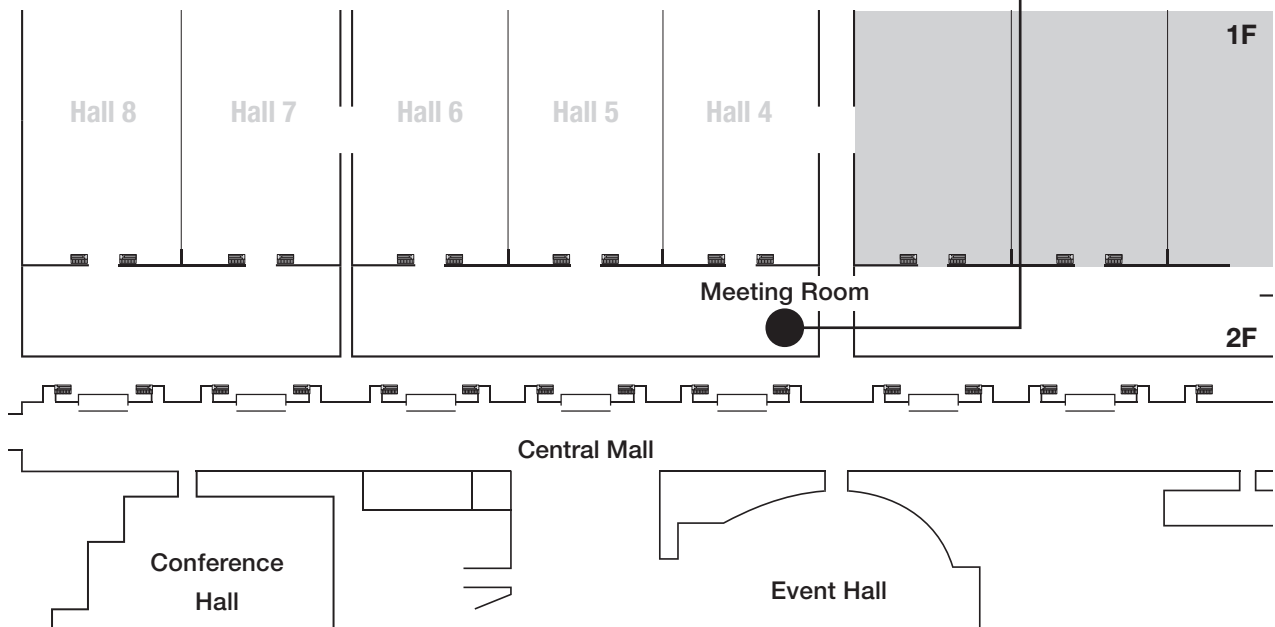 1F
Hall 8
Hall 7
Hall 6
Hall 5
Hall 4
Meeting Room
2F
Central Mall
Conference
Hall
Event Hall